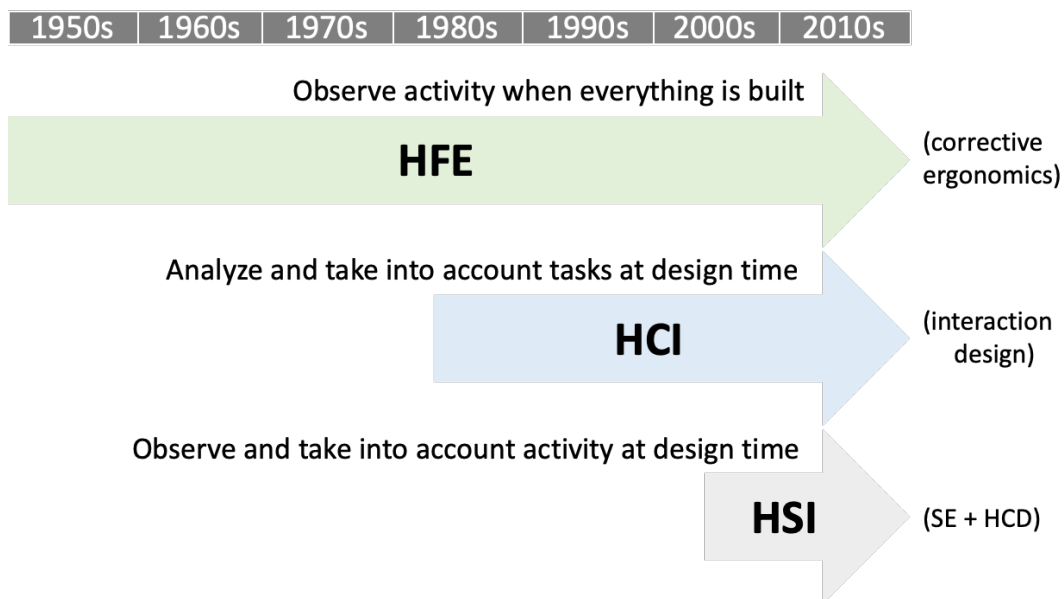 1950s 1960s 1970s 1980s 1990s 2000s 2010s
Observe activity when everything is built
HFE
(corrective
ergonomics)
Analyze and take into account tasks at design time
HCI
(interaction
design)
Observe and take into account activity at design time
HSI
(SE + HCD)